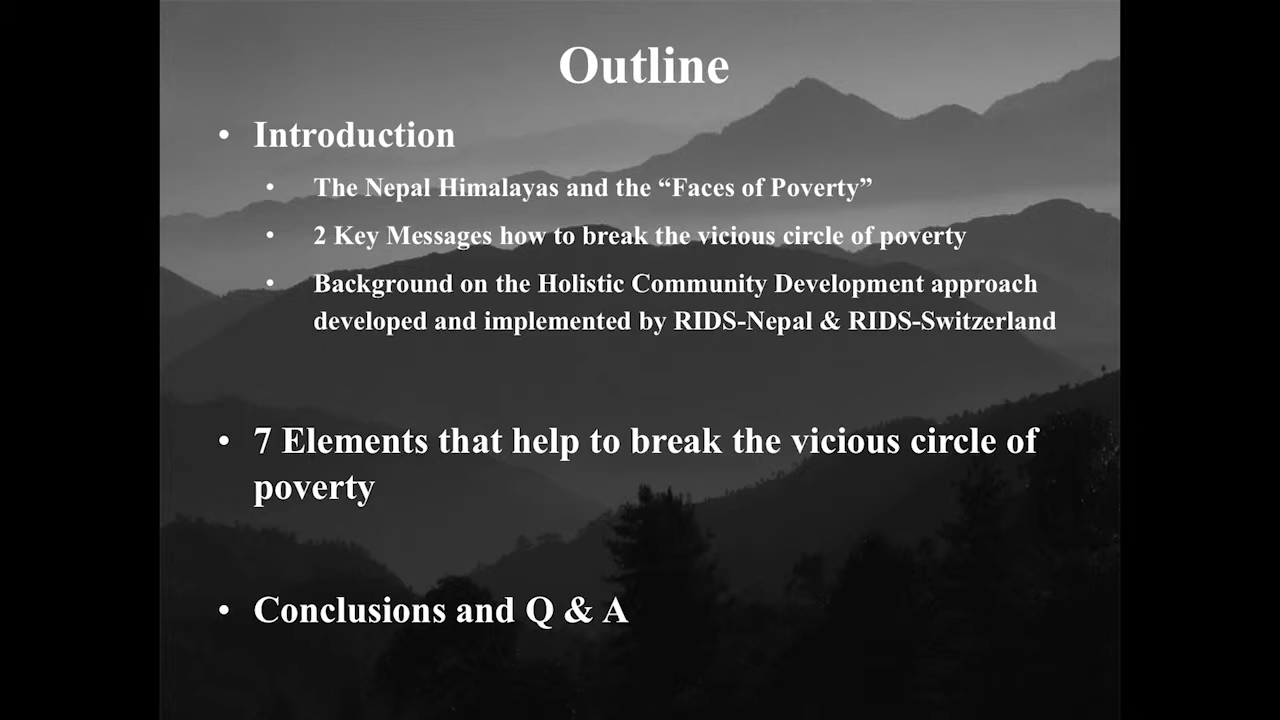 Outline
• Introduction
• The Nepal Himalayas and the “Faces of Poverty”
• 2 Key Messages how to break the vicious circle of poverty
• Background on the Holistic Community Development approach
developed and implemented by RIDS-Nepal & RIDS-Switzerland
• 7 Elements that help to break the vicious circle of
poverty
• Conclusions and Q & A